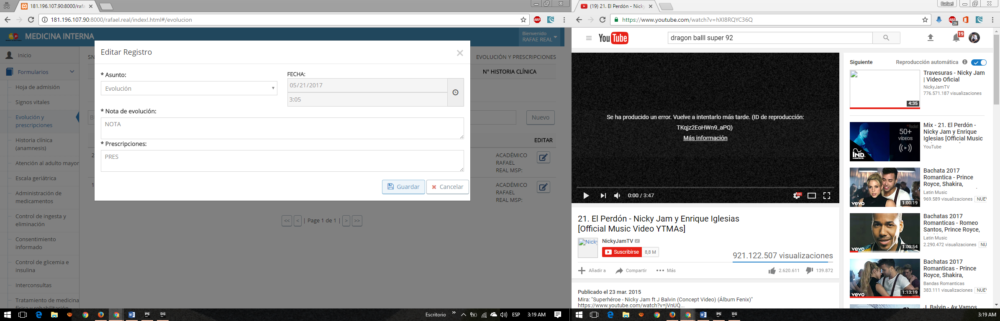 181.196.107.90:8000/rafa
181.196.107.90:8000/rafael.real/index!.html#/evolucion
ABP
MEDICINA INTERNA
Bienvenido
RAFAE REAL
Inicio
Formularios
Hoja de admisión
Signos vitales
Evolución y
prescripciones
Historia clínica
(anamnesis)
Atención al adulto mayor
Escala geriátrica
Administración de
medicamentos
Control de ingesta y
eliminación
Consentimiento
informado
Control de glicemia e
insulina
Interconsultas
Tratamiento de medicina
física y rehabilitación
SN
EVOLUCIÓN Y PRESCRIPCIONES
N° HISTORIA CLÍNICA
Nuevo
EDITAR
2
ACADÉMICO
RAFAEL
REAL MSP:
1
ACADÉMICO
RAFAEL
REAL MSP:
<< < | Page 1 de 1 | > >>
Editar Registro
* Asunto:
Evolución
FECHA:
05/21/2017
3:05
* Nota de evolución:
NOTA
* Prescripciones:
PRES
Guardar
Cancelar
Escritorio
ESP
3:19 AM
(19) 21. El Perdón - Nick
Rafael
https://www.youtube.com/watch?v=hXI8RQYC36Q
ABP
29
YouTube
dragon balll super 92
19
Se ha producido un error. Vuelve a intentarlo más tarde. (ID de reproducción:
TKqjz2EoHWn9_aPQ)
Más información
0:00 / 3:47
HD
21. El Perdón - Nicky Jam y Enrique Iglesias
[Official Music Video YTMAs]
Nicky
NickyJamTV
Suscribirse
8,8 M
921.122.507 visualizaciones
Añadir a
Compartir
Más
2.620.611
139.872
Publicado el 23 mar. 2015
Mira: "Superhéroe - Nicky Jam ft J Balvin (Concept Video) (Álbum Fenix)"
https://www.youtube.com/watch?v=jVnUQ...
Siguiente
Reproducción automática
4:35
Travesuras - Nicky Jam
| Video Oficial
NickyJamTV
776.571.187 visualizaciones
50+
VÍDEOS
IND.
Mix - 21. El Perdón -
Nicky Jam y Enrique
Iglesias [Official Music
YouTube
vevo
1:00:19
Bachata 2017
Romantica - Prince
Royce, Shakira,
Latin Music
969.589 visualizaciones
NUEV
vevo
1:00:54
Bachatas 2017
Romanticas - Romeo
Santos, Prince Royce,
Latin Music
2.290.472 visualizaciones
NU
vevo
1:13:19
Bachatas 2017
Romanticas - Prince
Royce, Shakira,
Bandas Romanticas
383.111 visualizaciones
NUEV
J. Balvin - Ay Vamos
PS
DG
PS
DG
3:19 AM